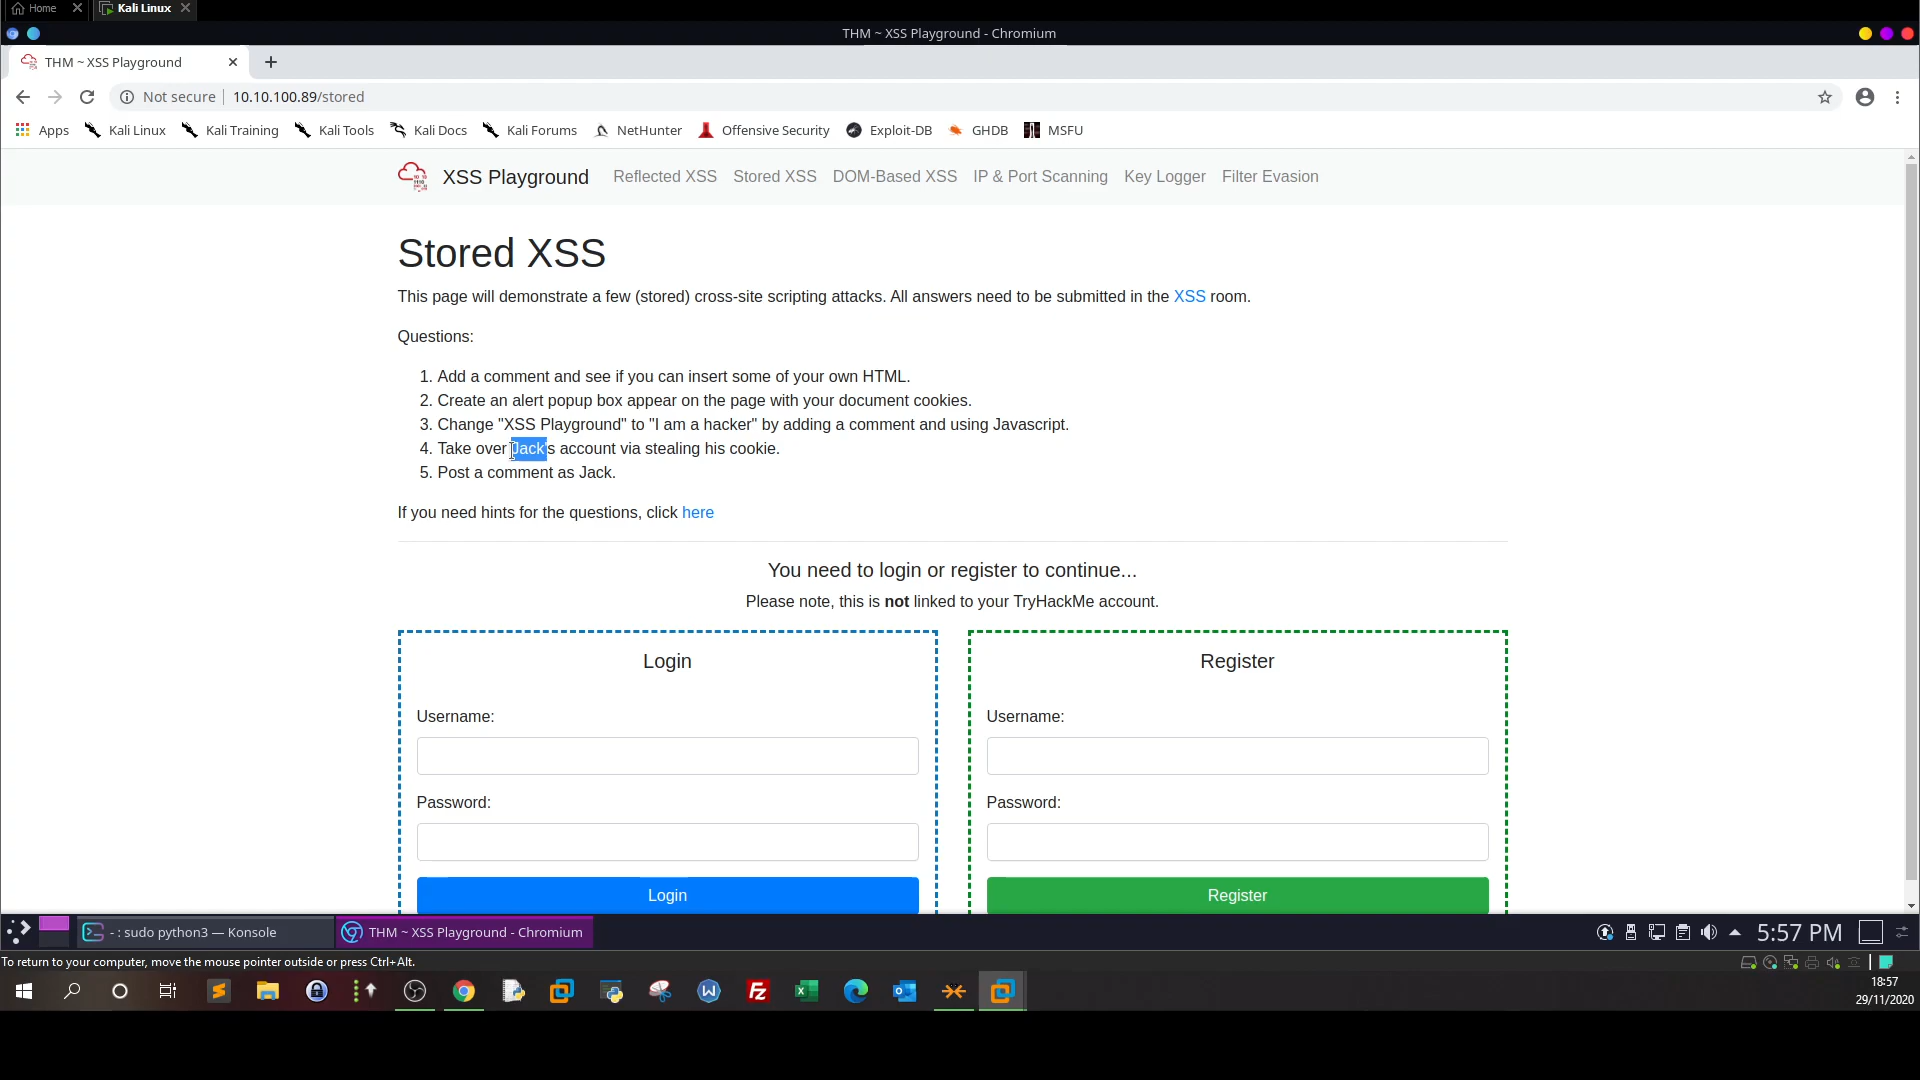 Home
Kali Linux
THM ~ XSS Playground - Chromium
THM ~ XSS Playground
Not secure | 10.10.100.89/stored
Apps Kali Linux Kali Training Kali Tools Kali Docs Kali Forums NetHunter Offensive Security Exploit-DB GHDB MSFU
XSS Playground Reflected XSS Stored XSS DOM-Based XSS IP & Port Scanning Key Logger Filter Evasion
Stored XSS
This page will demonstrate a few (stored) cross-site scripting attacks. All answers need to be submitted in the XSS room.
Questions:
1. Add a comment and see if you can insert some of your own HTML.
2. Create an alert popup box appear on the page with your document cookies.
3. Change "XSS Playground" to "I am a hacker" by adding a comment and using Javascript.
4. Take over Jack's account via stealing his cookie.
5. Post a comment as Jack.
If you need hints for the questions, click here
You need to login or register to continue...
Please note, this is not linked to your TryHackMe account.
Login
Username:
Password:
Login
Register
Username:
Password:
Register
- : sudo python3 — Konsole
THM ~ XSS Playground - Chromium
5:57 PM
To return to your computer, move the mouse pointer outside or press Ctrl+Alt.
18:57
29/11/2020